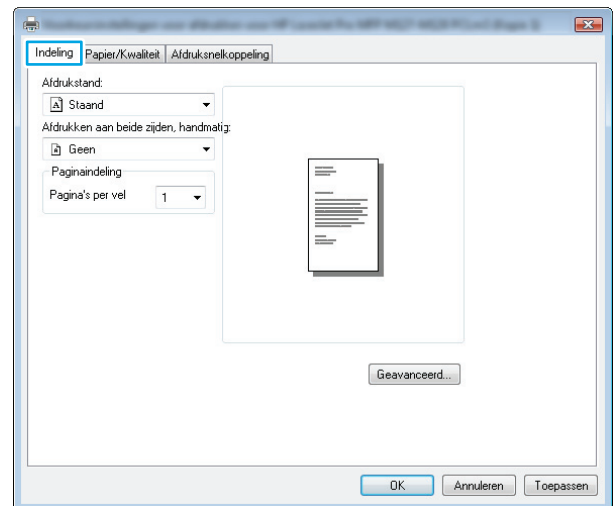 Indeling Papier/Kwaliteit Afdruksnelkoppeling
Afdrukstand:
A Staand
Afdrukken aan beide zijden, handmatig:
Geen
Paginaindeling
Pagina's per vel 1
Geavanceerd...
OK Annuleren Toepassen